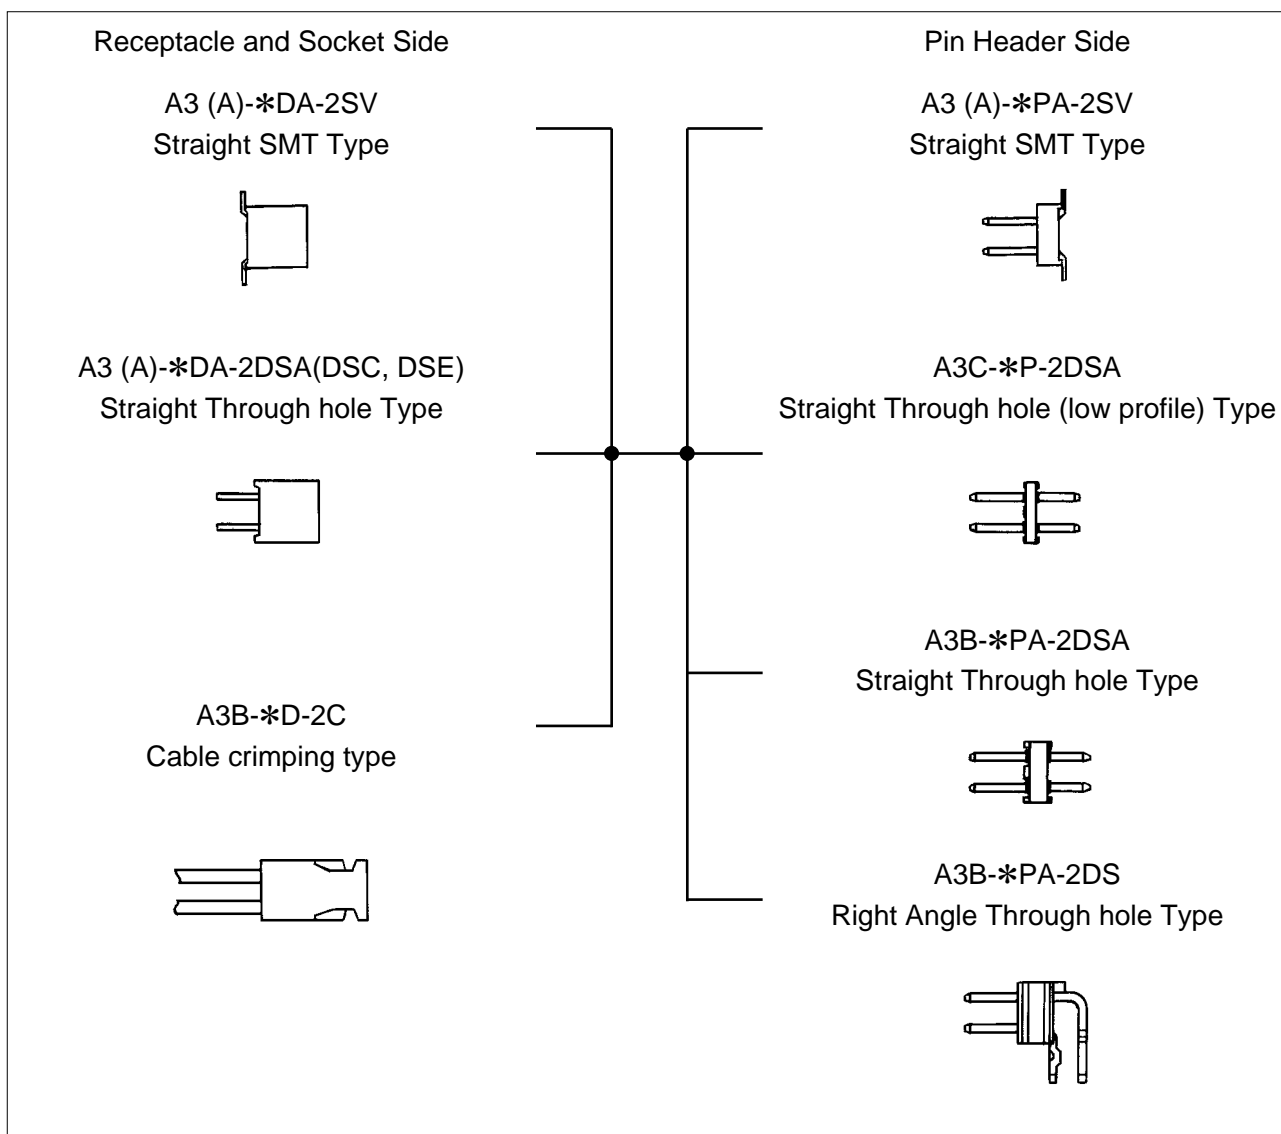 Receptacle and Socket Side
A3 (A)-✻DA-2SV
Straight SMT Type
A3 (A)-✻DA-2DSA(DSC, DSE)
Straight Through hole Type
A3B-✻D-2C
Cable crimping type
Pin Header Side
A3 (A)-✻PA-2SV
Straight SMT Type
A3C-✻P-2DSA
Straight Through hole (low profile) Type
A3B-✻PA-2DSA
Straight Through hole Type
A3B-✻PA-2DS
Right Angle Through hole Type